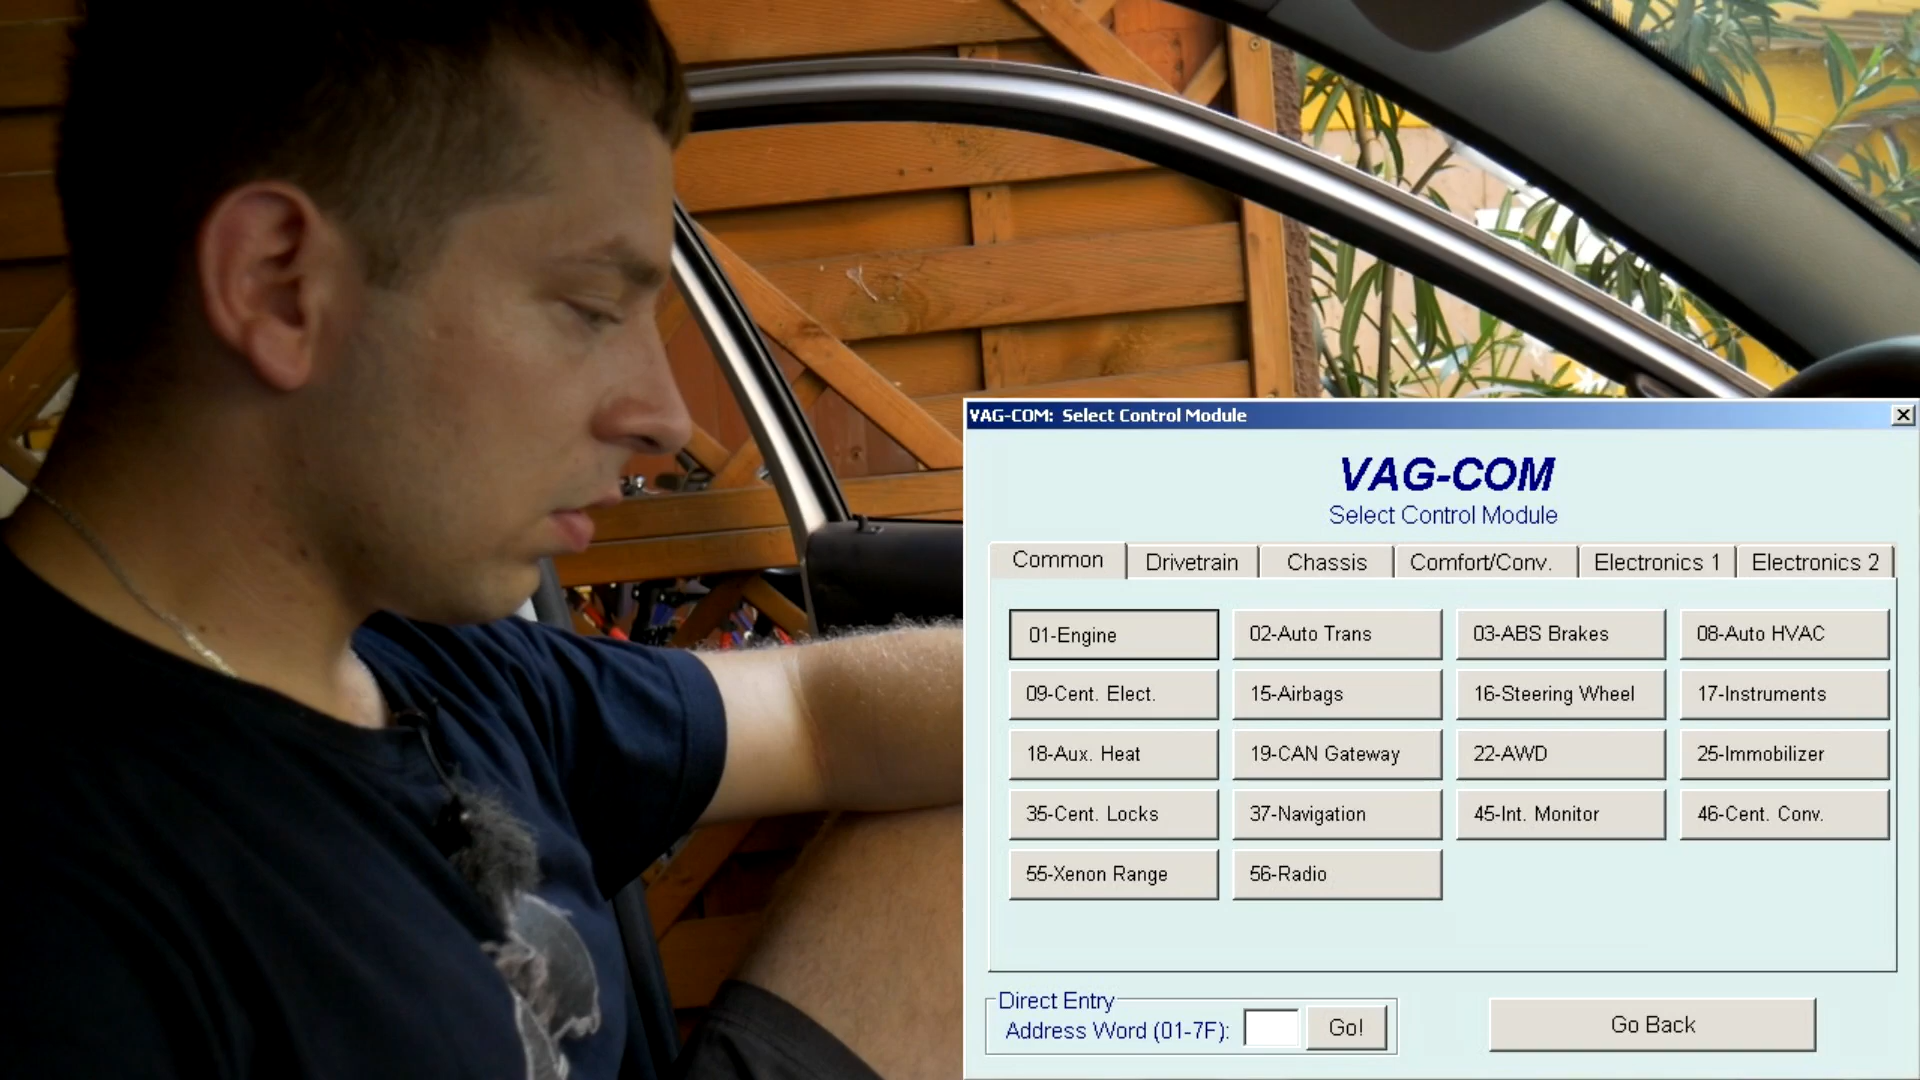 VAG-COM: Select Control Module
VAG-COM
Select Control Module
Common Drivetrain Chassis Comfort/Conv. Electronics 1 Electronics 2
01-Engine 02-Auto Trans 03-ABS Brakes 08-Auto HVAC
09-Cent. Elect. 15-Airbags 16-Steering Wheel 17-Instruments
18-Aux. Heat 19-CAN Gateway 22-AWD 25-Immobilizer
35-Cent. Locks 37-Navigation 45-Int. Monitor 46-Cent. Conv.
55-Xenon Range 56-Radio
Direct Entry
Address Word (01-7F): Go! Go Back